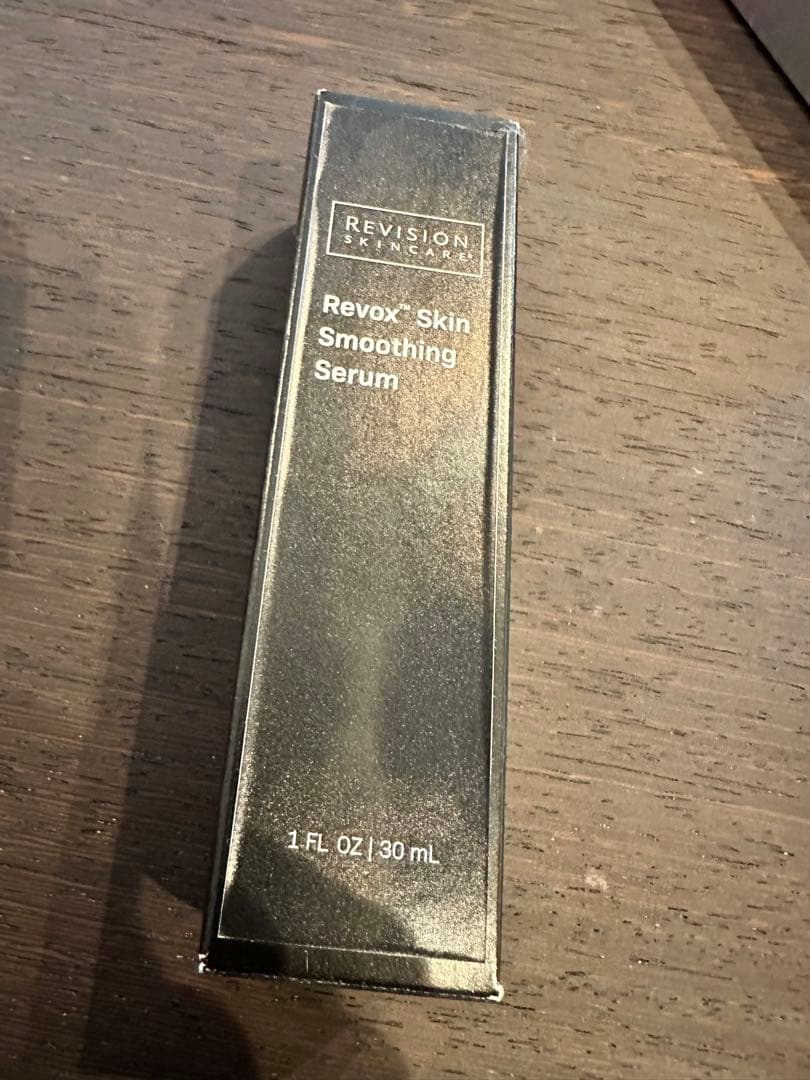 REVISION
SKINCARE®
Revox™ Skin
Smoothing
Serum
1 FL OZ | 30 mL